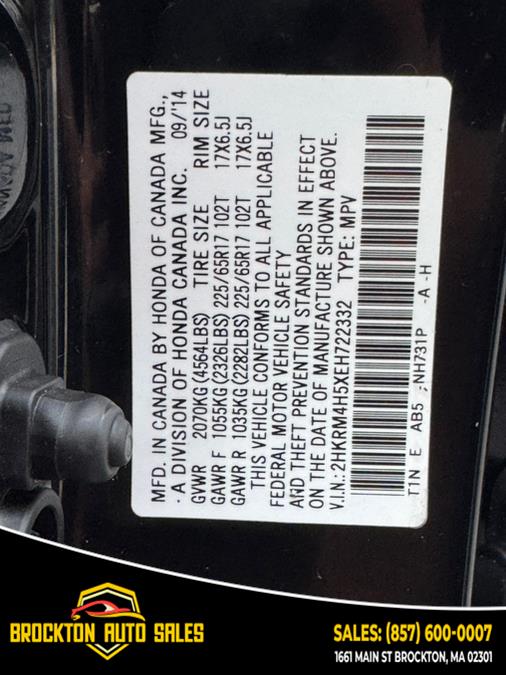 MFD. IN CANADA BY HONDA OF CANADA MFG.,
A DIVISION OF HONDA CANADA INC. 09/'14
GVWR 2070KG(4564LBS) TIRE SIZE RIM SIZE
GAWR F 1055KG(2326LBS) 225/65R17 102T 17X6.5J
GAWR R 1035KG(2282LBS) 225/65R17 102T 17X6.5J
THIS VEHICLE CONFORMS TO ALL APPLICABLE
FEDERAL MOTOR VEHICLE SAFETY
AND THEFT PREVENTION STANDARDS IN EFFECT
ON THE DATE OF MANUFACTURE SHOWN ABOVE.
V.I.N.: 2HKRM4H5XEH722332 TYPE: MPV
T1N E AB5 NH731P -A -H
BROCKTON AUTO SALES
SALES: (857) 600-0007
1661 MAIN ST BROCKTON, MA 02301